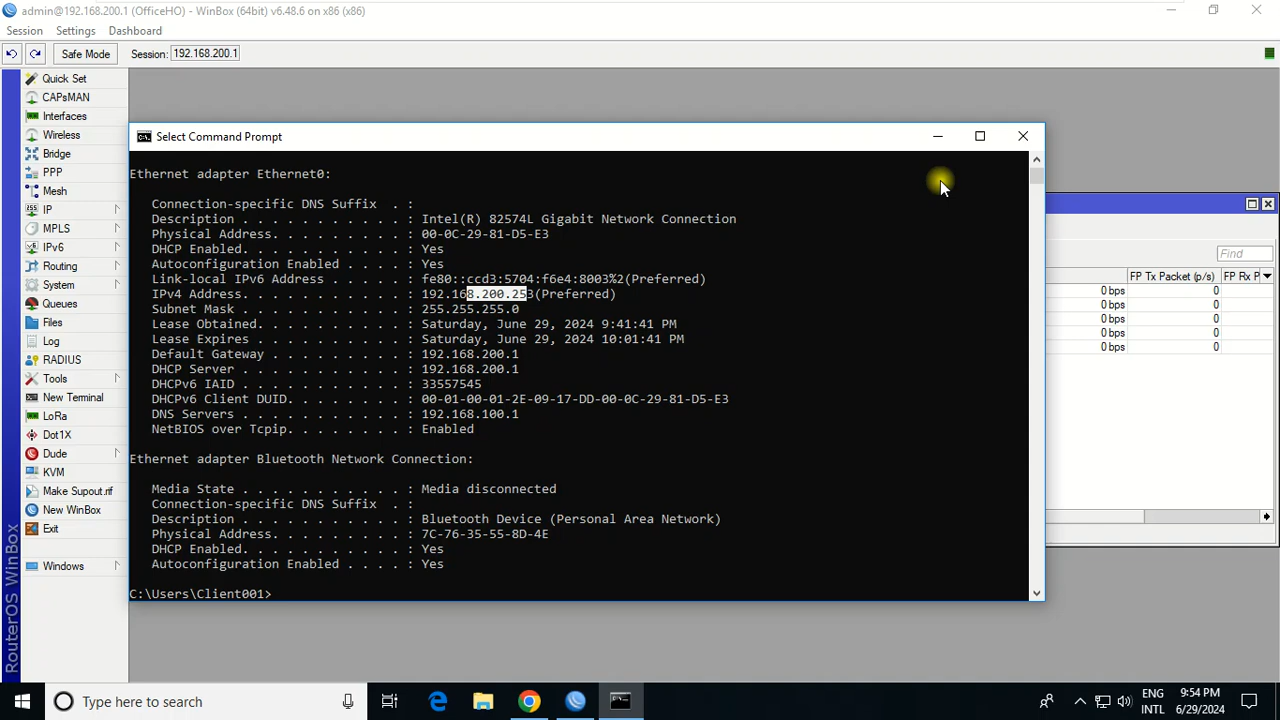 admin@192.168.200.1 (OfficeHO) - WinBox (64bit) v6.48.6 on x86 (x86)
Session Settings Dashboard
Safe Mode Session: 192.168.200.1
Quick Set
CAPsMAN
Interfaces
Wireless
Bridge
PPP
Mesh
IP
MPLS
IPv6
Routing
System
Queues
Files
Log
RADIUS
Tools
New Terminal
LoRa
Dot1X
Dude
KVM
Make Supout.rif
New WinBox
Exit
Windows
RouterOS WinBox
Select Command Prompt
Ethernet adapter Ethernet0:
Connection-specific DNS Suffix . :
Description . . . . . . . . . . . : Intel(R) 82574L Gigabit Network Connection
Physical Address. . . . . . . . . : 00-0C-29-81-D5-E3
DHCP Enabled. . . . . . . . . . . : Yes
Autoconfiguration Enabled . . . . : Yes
Link-local IPv6 Address . . . . . : fe80::ccd3:5704:f6e4:8003%2(Preferred)
IPv4 Address. . . . . . . . . . . : 192.168.200.253(Preferred)
Subnet Mask . . . . . . . . . . . : 255.255.255.0
Lease Obtained. . . . . . . . . . : Saturday, June 29, 2024 9:41:41 PM
Lease Expires . . . . . . . . . . : Saturday, June 29, 2024 10:01:41 PM
Default Gateway . . . . . . . . . : 192.168.200.1
DHCP Server . . . . . . . . . . . : 192.168.200.1
DHCPv6 IAID . . . . . . . . . . . : 33557545
DHCPv6 Client DUID. . . . . . . . : 00-01-00-01-2E-09-17-DD-00-0C-29-81-D5-E3
DNS Servers . . . . . . . . . . . : 192.168.100.1
NetBIOS over Tcpip. . . . . . . . : Enabled
Ethernet adapter Bluetooth Network Connection:
Media State . . . . . . . . . . . : Media disconnected
Connection-specific DNS Suffix . :
Description . . . . . . . . . . . : Bluetooth Device (Personal Area Network)
Physical Address. . . . . . . . . : 7C-76-35-55-8D-4E
DHCP Enabled. . . . . . . . . . . : Yes
Autoconfiguration Enabled . . . . : Yes
C:\Users\Client001>
Find
FP Tx Packet (p/s) FP Rx P
0 bps 0
0 bps 0
0 bps 0
0 bps 0
0 bps 0
Type here to search
ENG 9:54 PM
INTL 6/29/2024